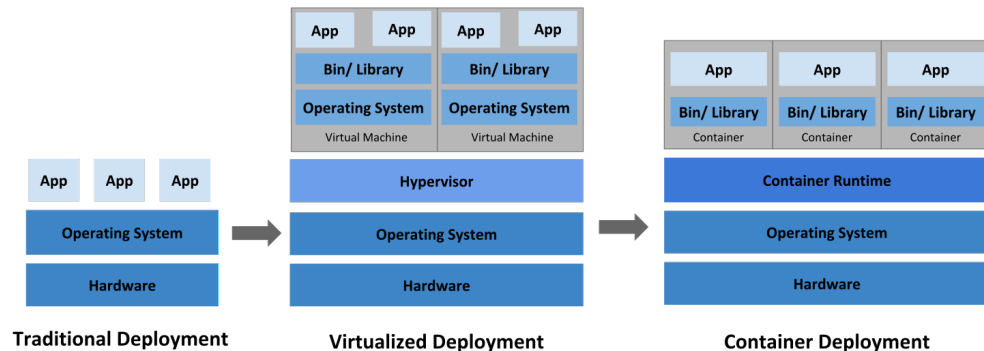 App App App
Operating System
Hardware
Traditional Deployment
App App App App
Bin/ Library Bin/ Library
Operating System Operating System
Virtual Machine Virtual Machine
Hypervisor
Operating System
Hardware
Virtualized Deployment
App App App
Bin/ Library Bin/ Library Bin/ Library
Container Container Container
Container Runtime
Operating System
Hardware
Container Deployment